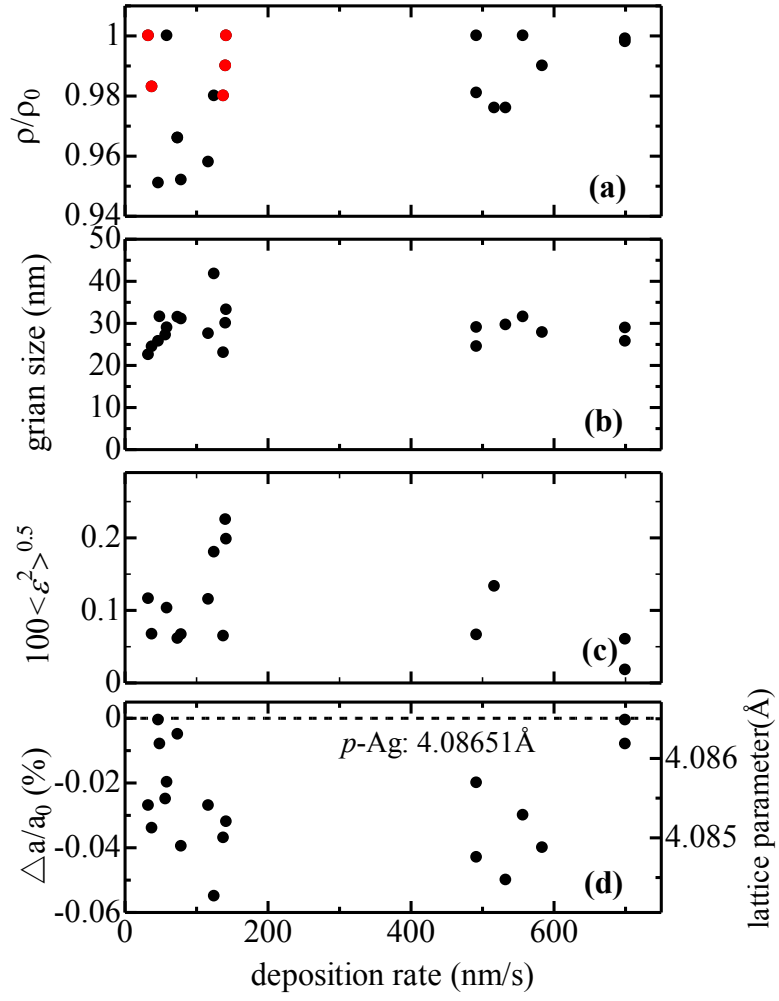 1
0.98
0.96
0.94
ρ/ρ0
(a)
50
40
30
20
10
0
grian size (nm)
(b)
0.2
0.1
0
100<ε²>^0.5
(c)
0
-0.02
-0.04
-0.06
△a/a0 (%)
p-Ag: 4.08651Å
4.086
4.085
lattice parameter(Å)
(d)
0 200 400 600
deposition rate (nm/s)